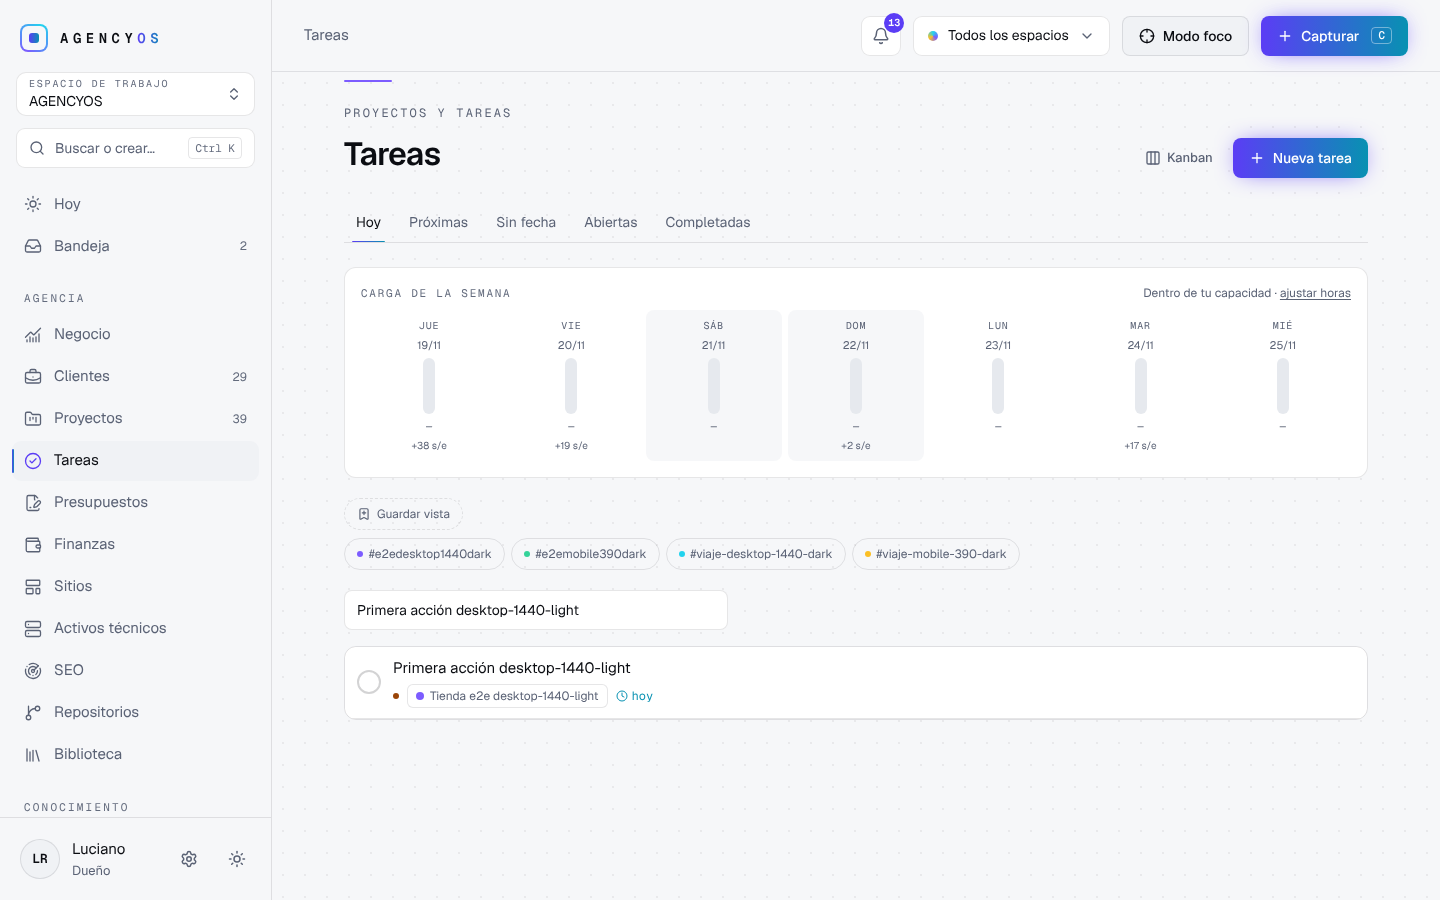 AGENCYOS
ESPACIO DE TRABAJO
AGENCYOS
Buscar o crear... Ctrl K
Hoy
Bandeja 2
AGENCIA
Negocio
Clientes 29
Proyectos 39
Tareas
Presupuestos
Finanzas
Sitios
Activos técnicos
SEO
Repositorios
Biblioteca
CONOCIMIENTO
LR Luciano
Dueño
Tareas 13 Todos los espacios Modo foco Capturar C
PROYECTOS Y TAREAS
Tareas
Kanban Nueva tarea
Hoy Próximas Sin fecha Abiertas Completadas
CARGA DE LA SEMANA Dentro de tu capacidad · ajustar horas
JUE VIE SÁB DOM LUN MAR MIÉ
19/11 20/11 21/11 22/11 23/11 24/11 25/11
– – – – – – –
+38 s/e +19 s/e +2 s/e +17 s/e
Guardar vista
#e2edesktop1440dark #e2emobile390dark #viaje-desktop-1440-dark #viaje-mobile-390-dark
Primera acción desktop-1440-light
Primera acción desktop-1440-light
Tienda e2e desktop-1440-light hoy